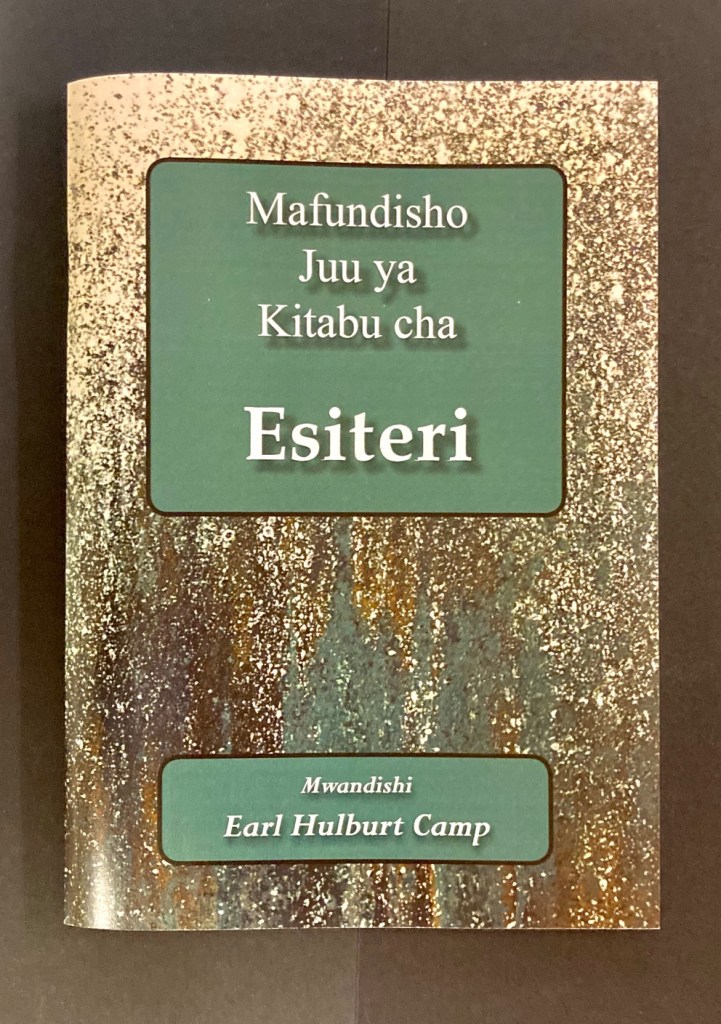 Mafundisho
Juu ya
Kitabu cha
Esiteri
Mwandishi
Earl Hulburt Camp